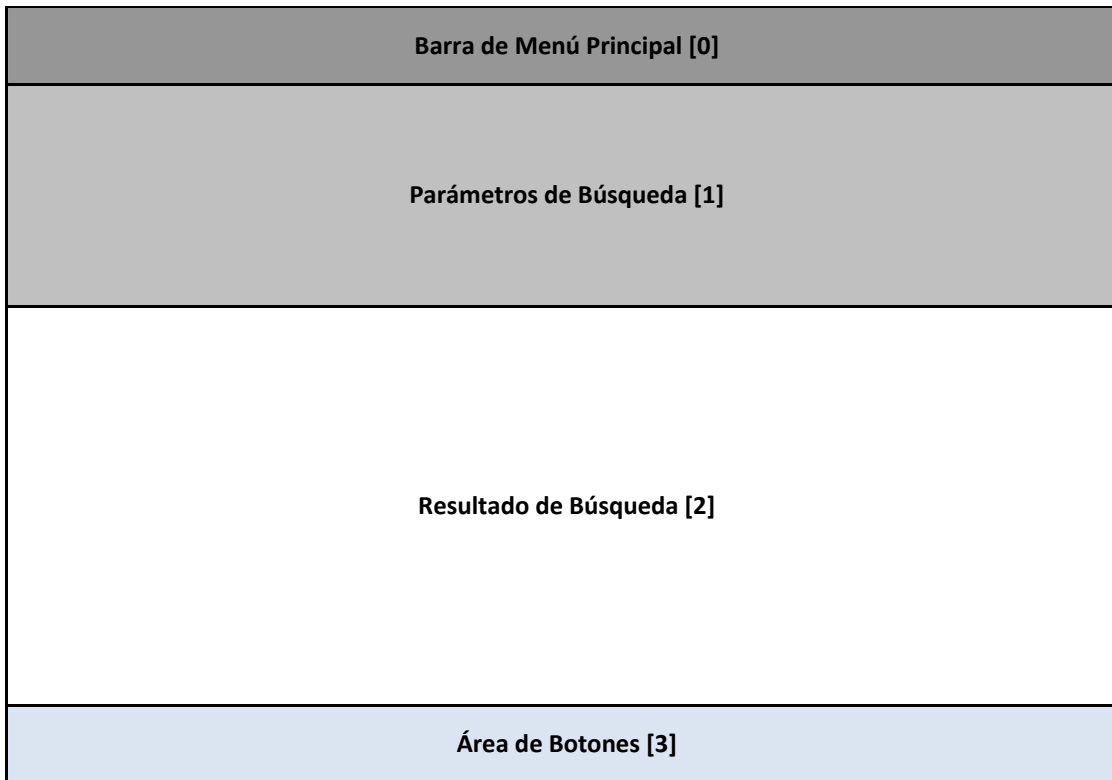 Barra de Menú Principal [0]
Parámetros de Búsqueda [1]
Resultado de Búsqueda [2]
Área de Botones [3]